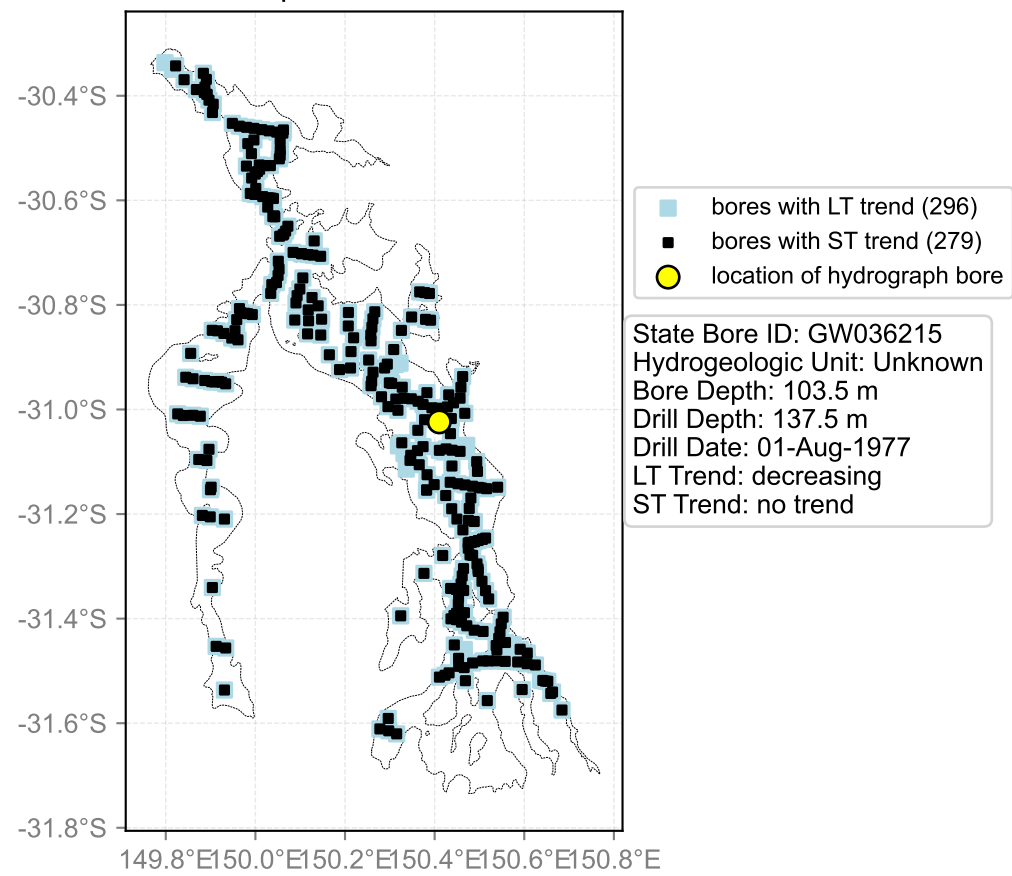 -30.4°S
-30.6°S
-30.8°S
-31.0°S
-31.2°S
-31.4°S
-31.6°S
-31.8°S
149.8°E150.0°E150.2°E150.4°E150.6°E150.8°E
bores with LT trend (296)
bores with ST trend (279)
location of hydrograph bore
State Bore ID: GW036215
Hydrogeologic Unit: Unknown
Bore Depth: 103.5 m
Drill Depth: 137.5 m
Drill Date: 01-Aug-1977
LT Trend: decreasing
ST Trend: no trend